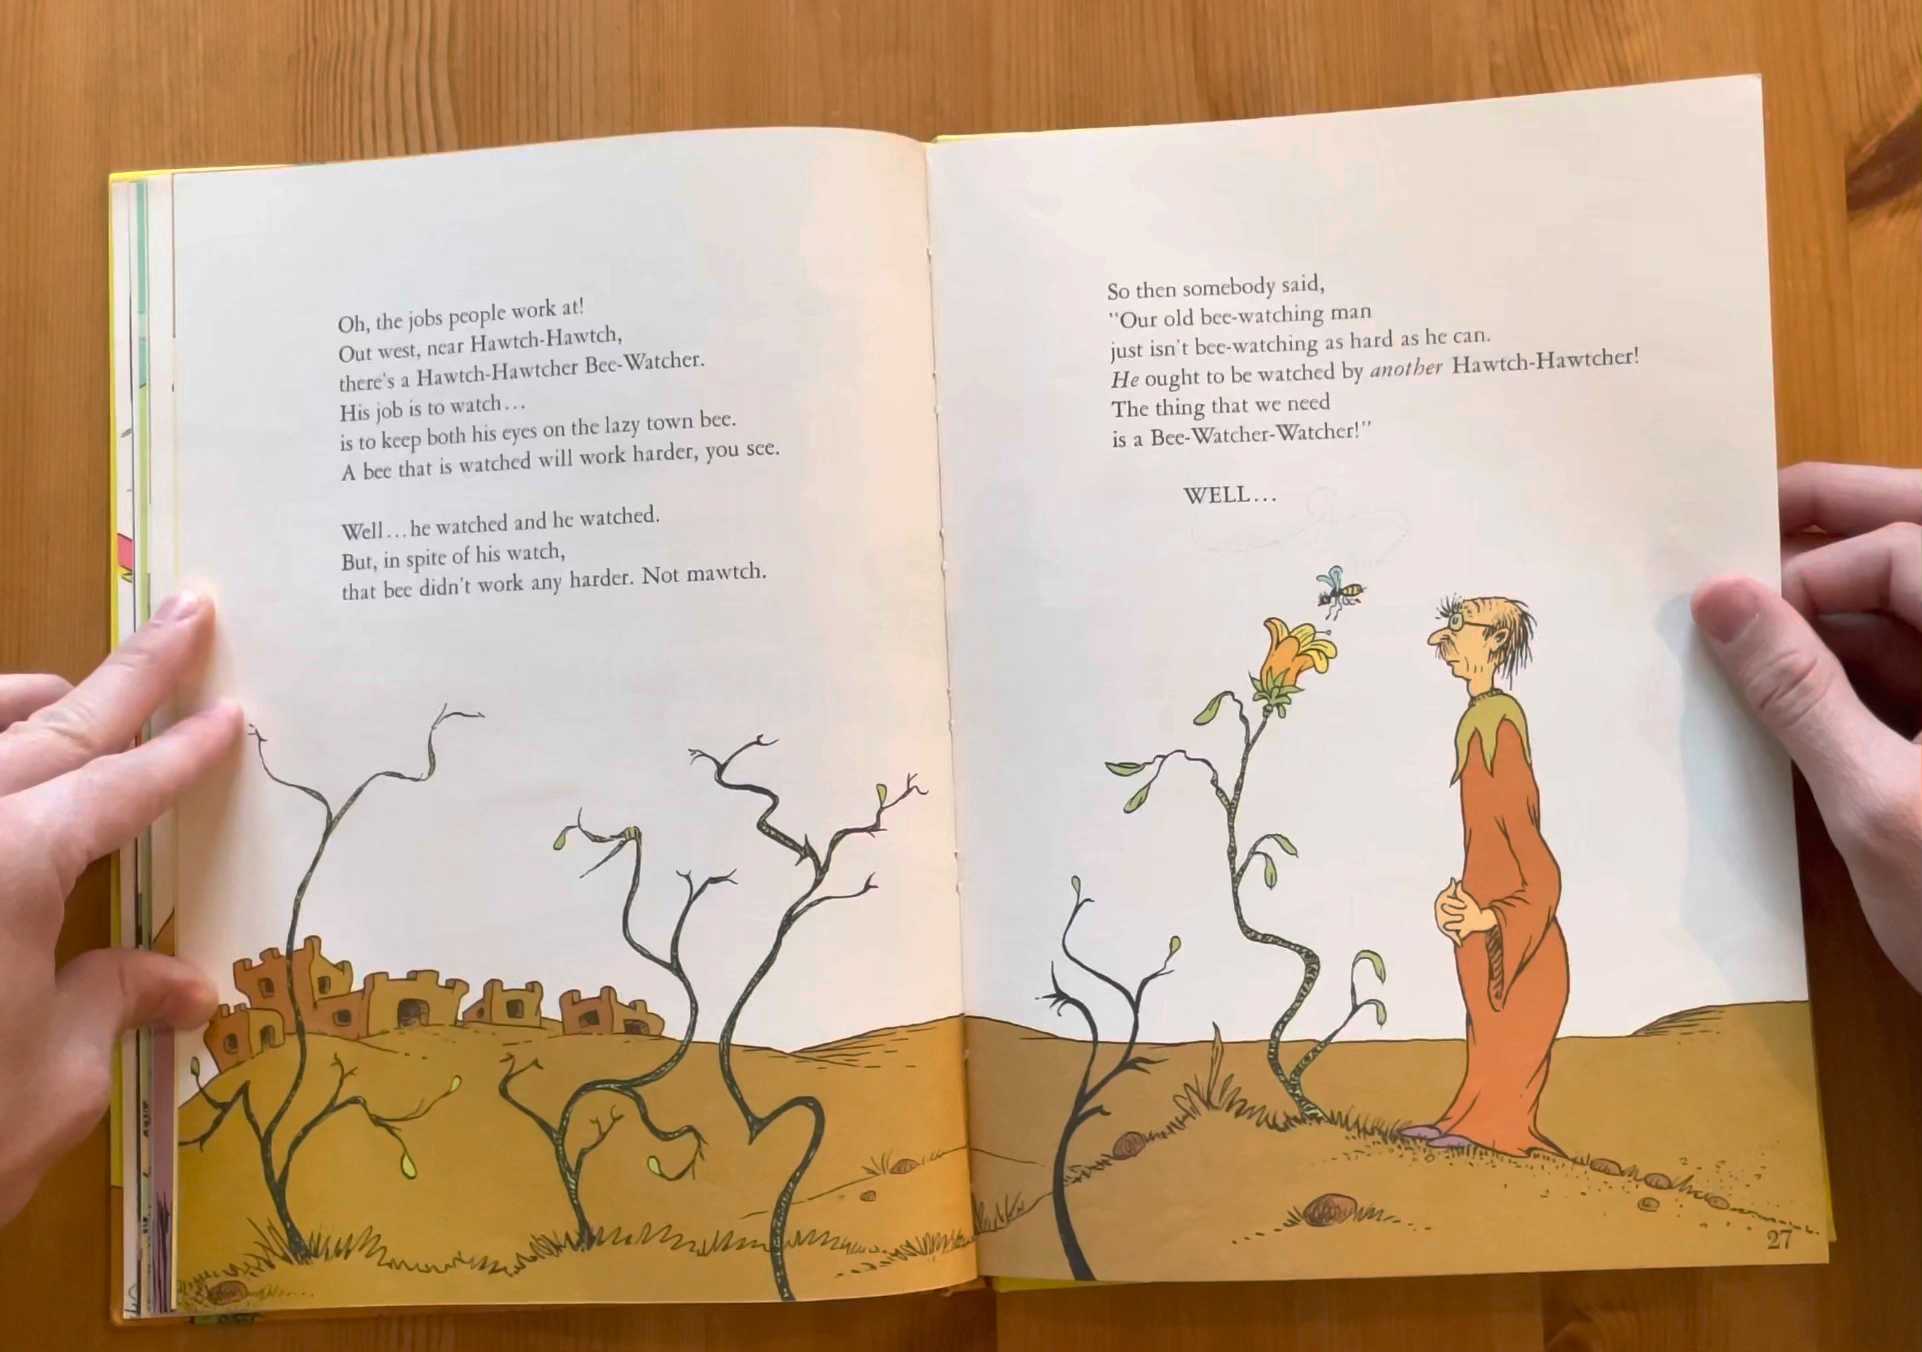 Oh, the jobs people work at!
Out west, near Hawtch-Hawtch,
there's a Hawtch-Hawtcher Bee-Watcher.
His job is to watch...
is to keep both his eyes on the lazy town bee.
A bee that is watched will work harder, you see.
Well...he watched and he watched.
But, in spite of his watch,
that bee didn't work any harder. Not mawtch.
So then somebody said,
"Our old bee-watching man
just isn't bee-watching as hard as he can.
He ought to be watched by another Hawtch-Hawtcher!
The thing that we need
is a Bee-Watcher-Watcher!"
WELL...
27